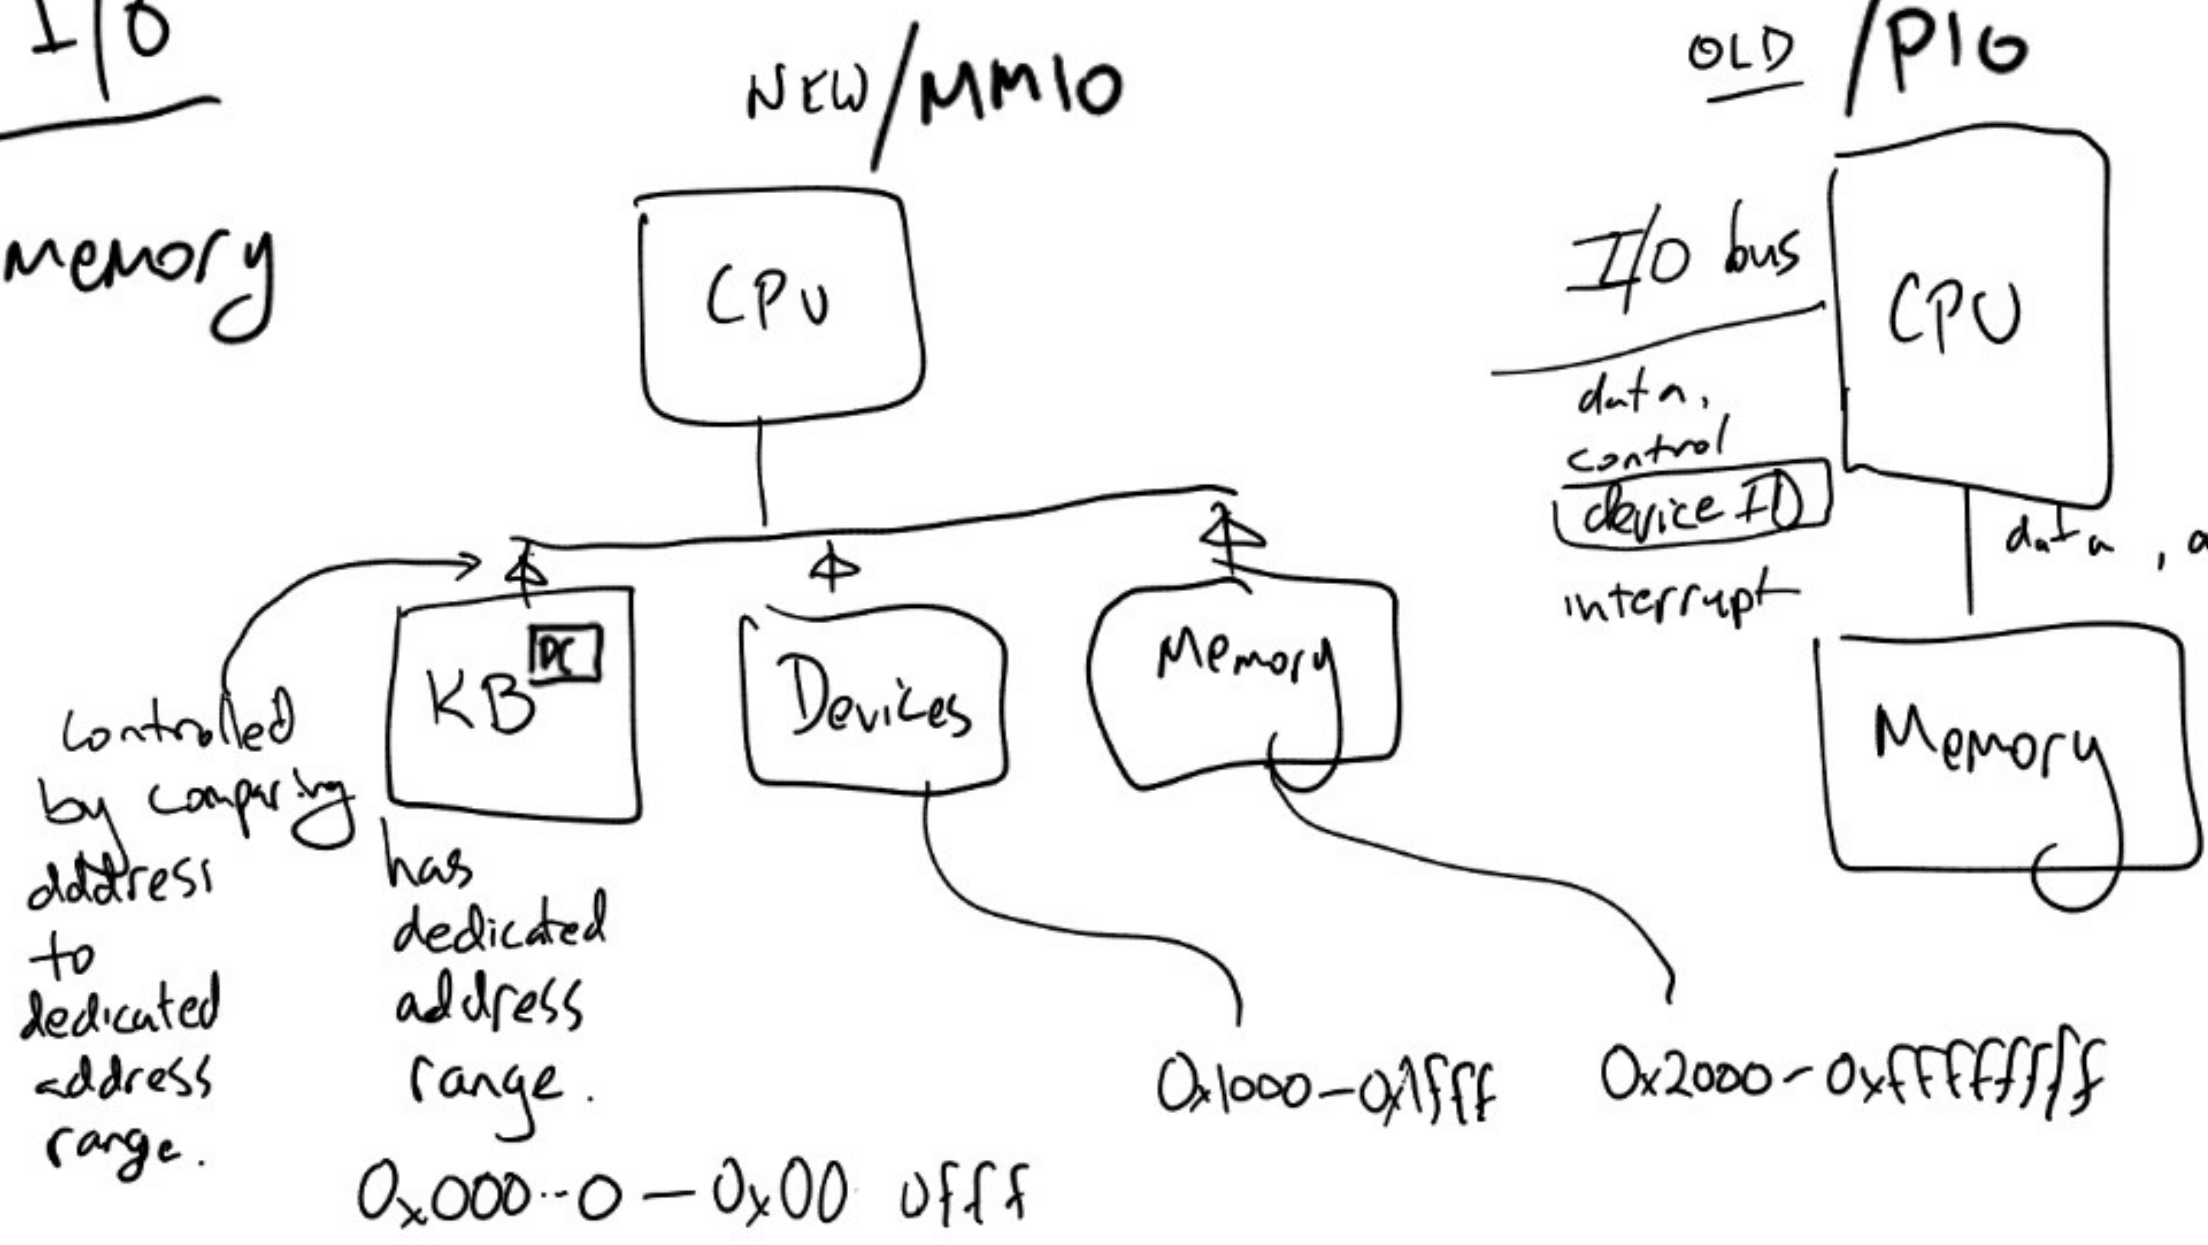 I/O
memory
NEW/MMIO
CPU
KB
DC
Devices
Memory
controlled
by comparing
address
to
dedicated
address
range.
has
dedicated
address
range.
0x000··0 – 0x00 0fff
0x1000–0x1fff
0x2000–0xffffffff
OLD /PIO
I/O bus
CPU
data,
control
device ID
interrupt
data, a
Memory